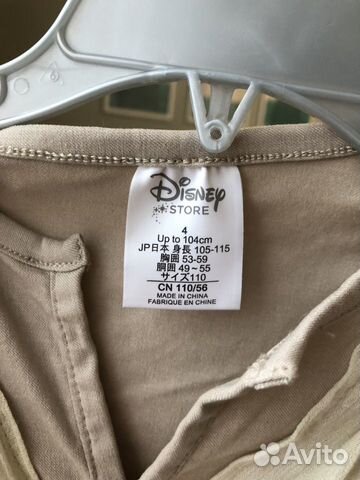 Disney
STORE
4
Up to 104cm
JP日本 身長 105-115
胸囲 53-59
胴囲 49~55
サイズ110
CN 110/56
MADE IN CHINA
FABRIQUE EN CHINE
Avito